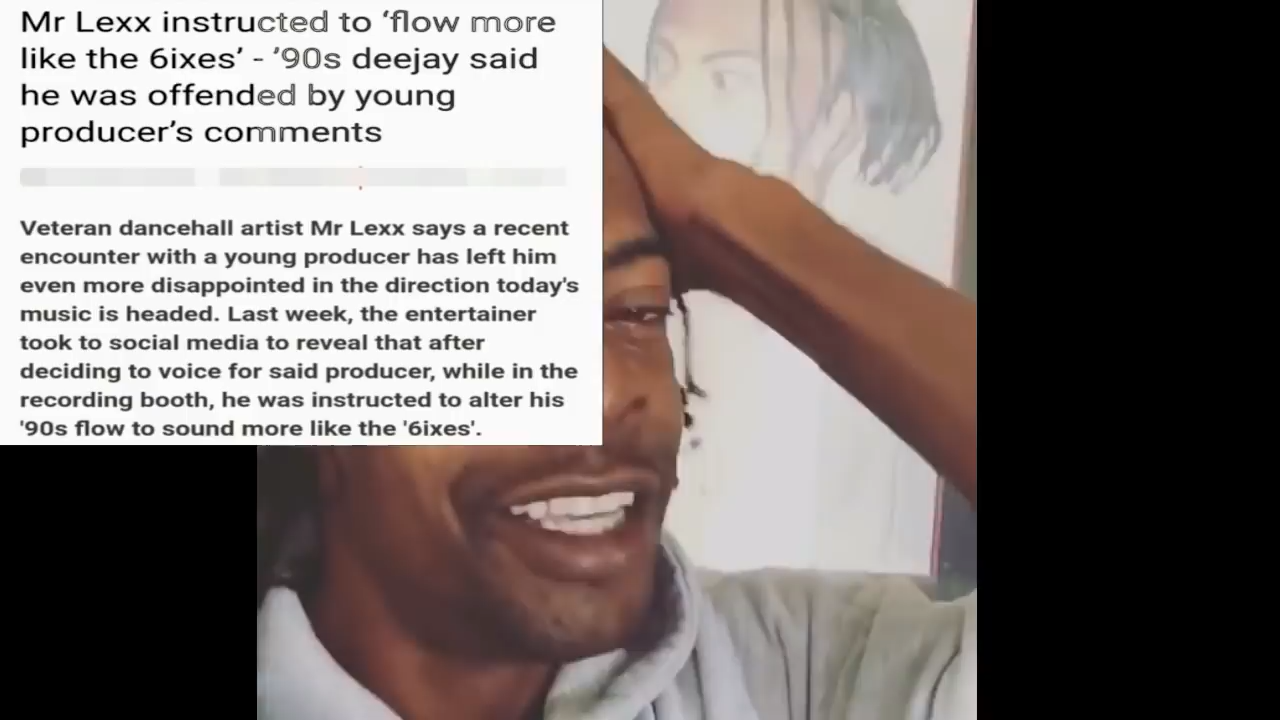 Mr Lexx instructed to ‘flow more
like the 6ixes’ - ’90s deejay said
he was offended by young
producer’s comments
Veteran dancehall artist Mr Lexx says a recent
encounter with a young producer has left him
even more disappointed in the direction today's
music is headed. Last week, the entertainer
took to social media to reveal that after
deciding to voice for said producer, while in the
recording booth, he was instructed to alter his
'90s flow to sound more like the '6ixes'.